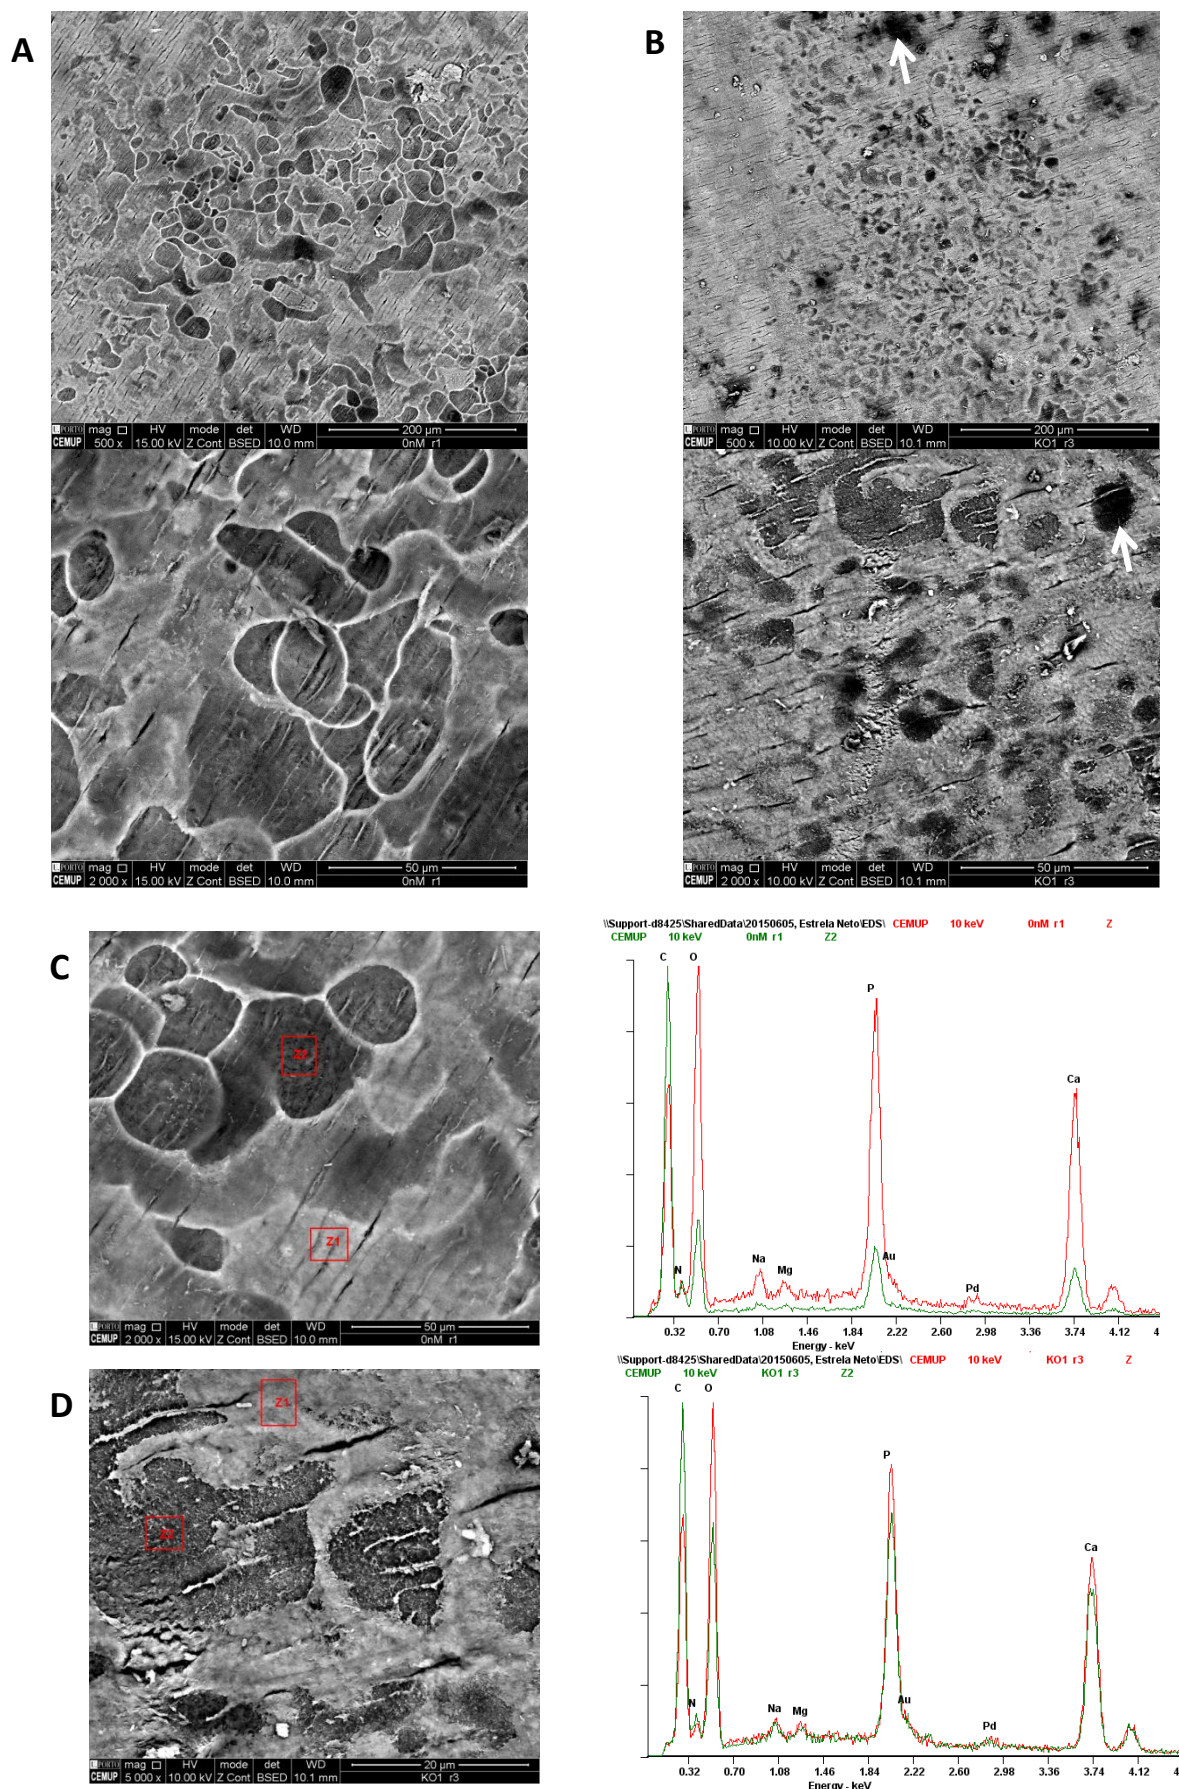 A
B
U.PORTO mag □ HV mode det WD 200 µm
CEMUP 500 x 15.00 kV Z Cont BSED 10.0 mm 0nM r1
U.PORTO mag □ HV mode det WD 200 µm
CEMUP 500 x 10.00 kV Z Cont BSED 10.1 mm KO1 r3
U.PORTO mag □ HV mode det WD 50 µm
CEMUP 2 000 x 15.00 kV Z Cont BSED 10.0 mm 0nM r1
U.PORTO mag □ HV mode det WD 50 µm
CEMUP 2 000 x 10.00 kV Z Cont BSED 10.1 mm KO1 r3
C
Z2
Z1
U.PORTO mag □ HV mode det WD 50 µm
CEMUP 2 000 x 15.00 kV Z Cont BSED 10.0 mm 0nM r1
\\Support-d8425\SharedData\20150605, Estrela Neto\EDS\ CEMUP 10 keV 0nM r1 Z
CEMUP 10 keV 0nM r1 Z2
C O
P
Ca
N Na Mg Au Pd
0.32 0.70 1.08 1.46 1.84 2.22 2.60 2.98 3.36 3.74 4.12 4
Energy - keV
D
Z1
Z2
U.PORTO mag □ HV mode det WD 20 µm
CEMUP 5 000 x 10.00 kV Z Cont BSED 10.1 mm KO1 r3
\\Support-d8425\SharedData\20150605, Estrela Neto\EDS\ CEMUP 10 keV KO1 r3 Z
CEMUP 10 keV KO1 r3 Z2
C O
P
Ca
N Na Mg Au Pd
0.32 0.70 1.08 1.46 1.84 2.22 2.60 2.98 3.36 3.74 4.12 4
Energy - keV